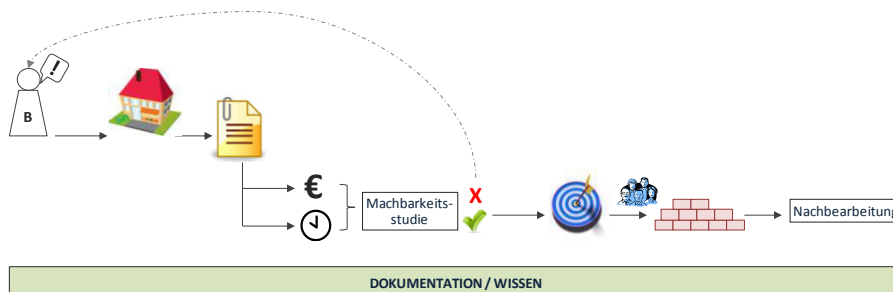 !
B
€
Machbarkeits-
studie
X
Nachbearbeitung
DOKUMENTATION / WISSEN